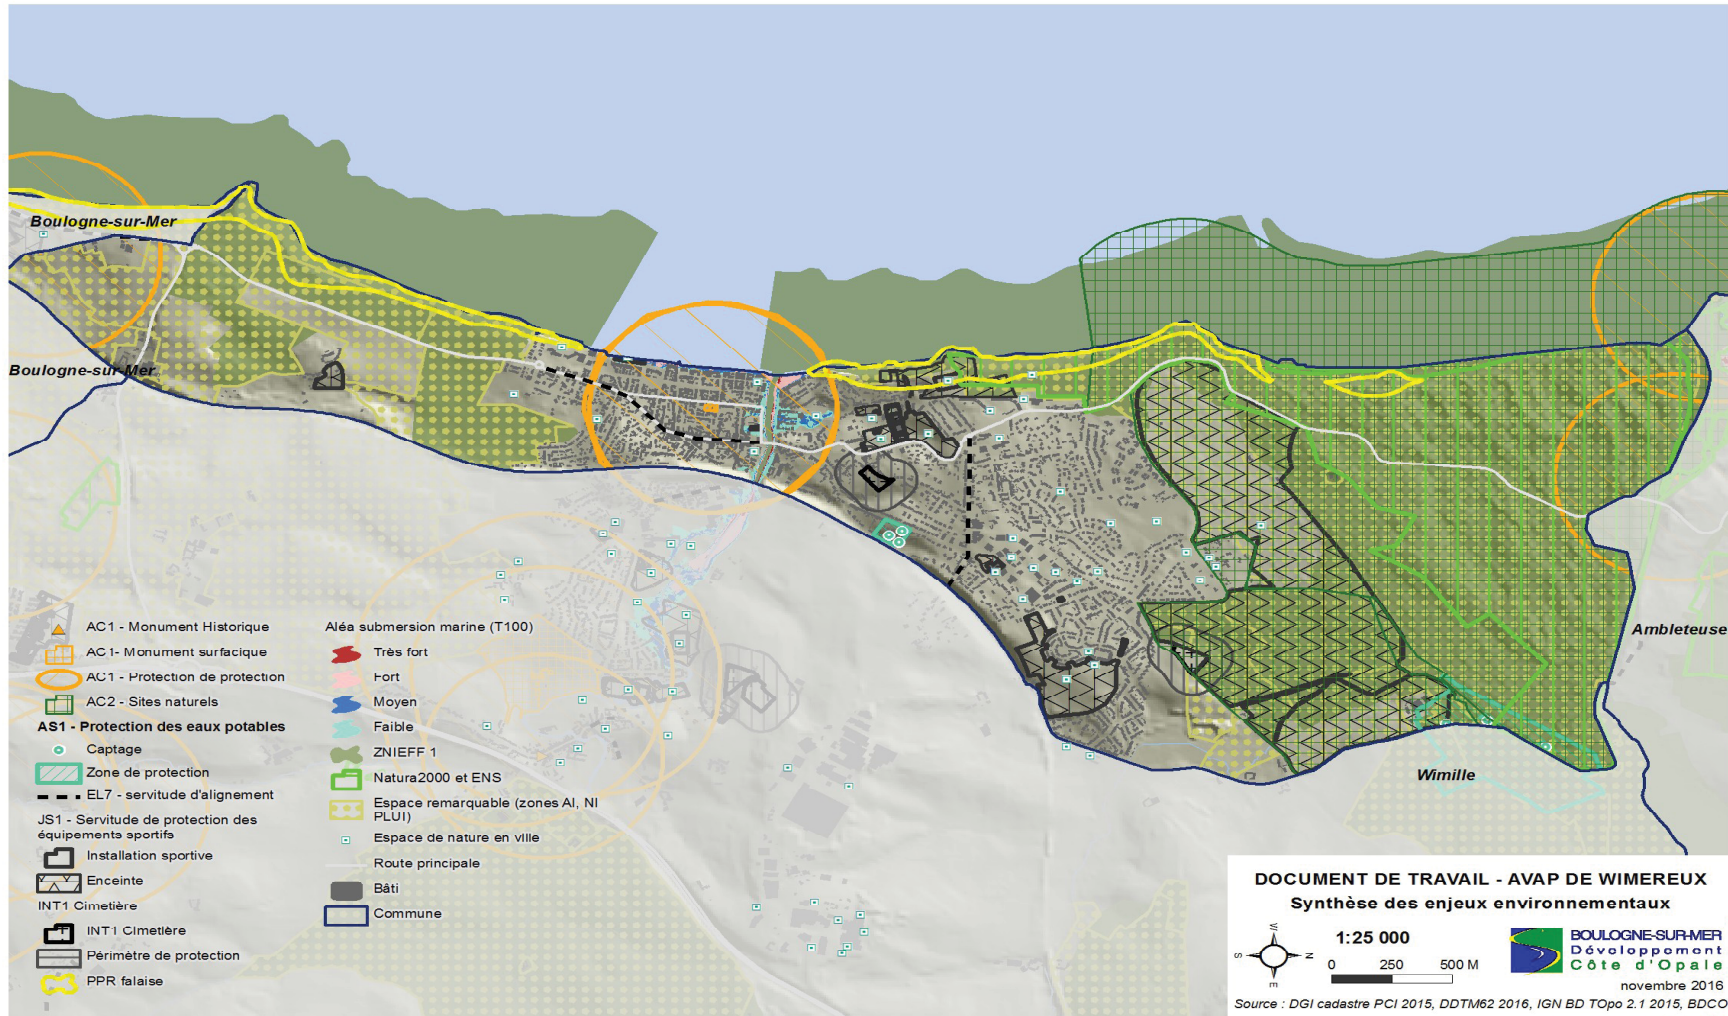 Boulogne-sur-Mer
Boulogne-sur-Mer
Ambleteuse
Wimille
AC1 - Monument Historique
AC1- Monument surfacique
AC1 - Protection de protection
AC2 - Sites naturels
AS1 - Protection des eaux potables
Captage
Zone de protection
EL7 - servitude d'alignement
JS1 - Servitude de protection des
équipements sportifs
Installation sportive
Enceinte
INT1 Cimetière
INT1 Cimetière
Périmètre de protection
PPR falaise
Aléa submersion marine (T100)
Très fort
Fort
Moyen
Faible
ZNIEFF 1
Natura2000 et ENS
Espace remarquable (zones Al, Nl
PLUI)
Espace de nature en ville
Route principale
Bâti
Commune
DOCUMENT DE TRAVAIL - AVAP DE WIMEREUX
Synthèse des enjeux environnementaux
W
S
N
E
1:25 000
0 250 500 M
BOULOGNE-SUR-MER
Développement
Côte d'Opale
novembre 2016
Source : DGI cadastre PCI 2015, DDTM62 2016, IGN BD TOpo 2.1 2015, BDCO